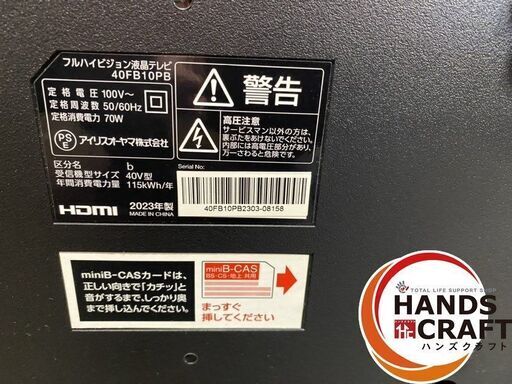 フルハイビジョン液晶テレビ
40FB10PB
定格電圧 100V~
定格周波数 50/60Hz
定格消費電力 70W
PS
E
アイリスオーヤマ株式会社
区分名 b
受信機型サイズ 40V型
年間消費電力量 115kWh/年
HDMI
2023年製
MADE IN CHINA
警告
高圧注意
サービスマン以外の方は、
裏ぶたをあけないでください。
内部には高電圧部分が あり、
万一さわると危険です。
Serial No:
40FB10PB2303-08158
miniB-CASカードは、
正しい向きで「カチッ」と
音がするまで、しっかり奥
まで挿し込んでください。
miniB-CAS
BS・CS・地上 共用
まっすぐ
挿してください
TOTAL LIFE SUPPORT SHOP
HANDS
CRAFT
ハンズクラフト